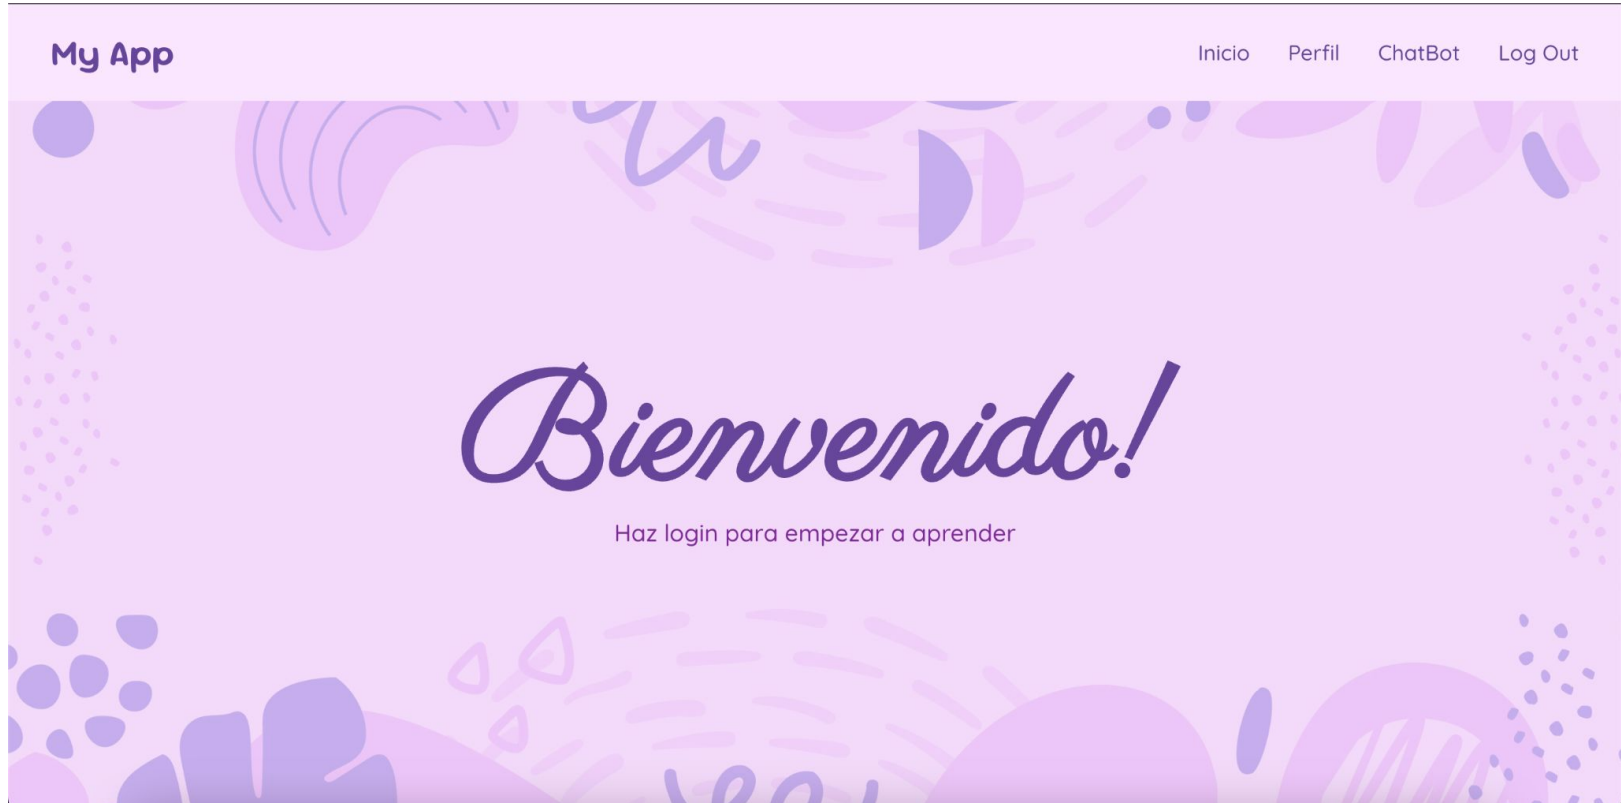 My App
Inicio Perfil ChatBot Log Out
Bienvenido!
Haz login para empezar a aprender